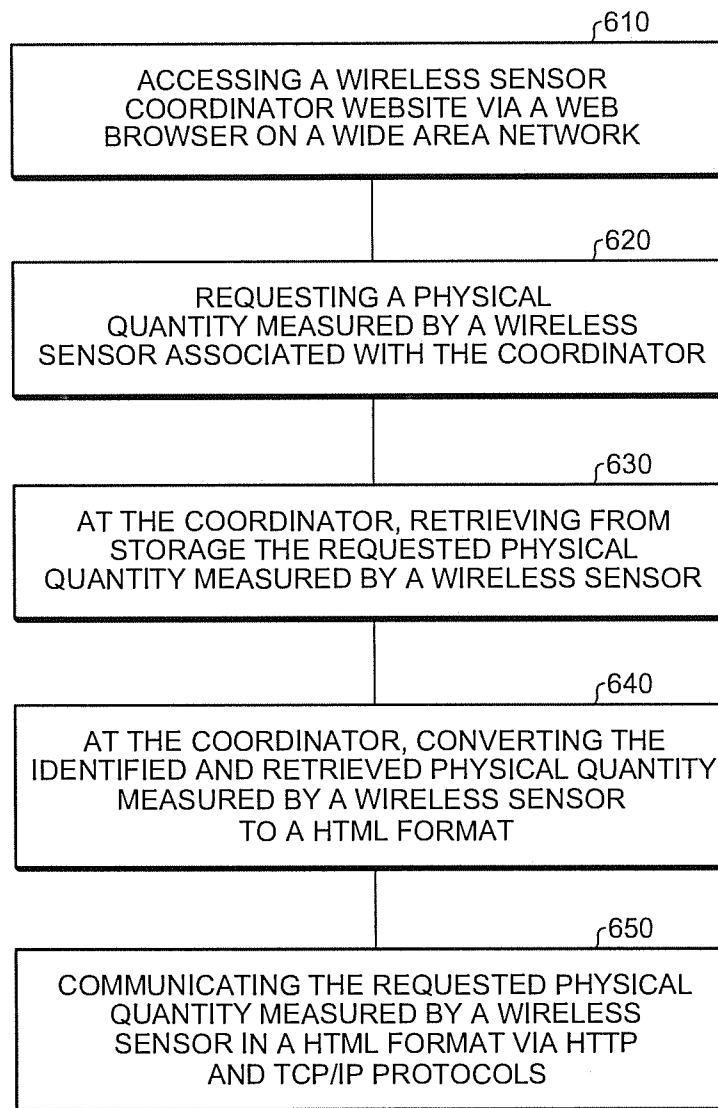 610
ACCESSING A WIRELESS SENSOR
COORDINATOR WEBSITE VIA A WEB
BROWSER ON A WIDE AREA NETWORK
620
REQUESTING A PHYSICAL
QUANTITY MEASURED BY A WIRELESS
SENSOR ASSOCIATED WITH THE COORDINATOR
630
AT THE COORDINATOR, RETRIEVING FROM
STORAGE THE REQUESTED PHYSICAL
QUANTITY MEASURED BY A WIRELESS SENSOR
640
AT THE COORDINATOR, CONVERTING THE
IDENTIFIED AND RETRIEVED PHYSICAL QUANTITY
MEASURED BY A WIRELESS SENSOR
TO A HTML FORMAT
650
COMMUNICATING THE REQUESTED PHYSICAL
QUANTITY MEASURED BY A WIRELESS
SENSOR IN A HTML FORMAT VIA HTTP
AND TCP/IP PROTOCOLS